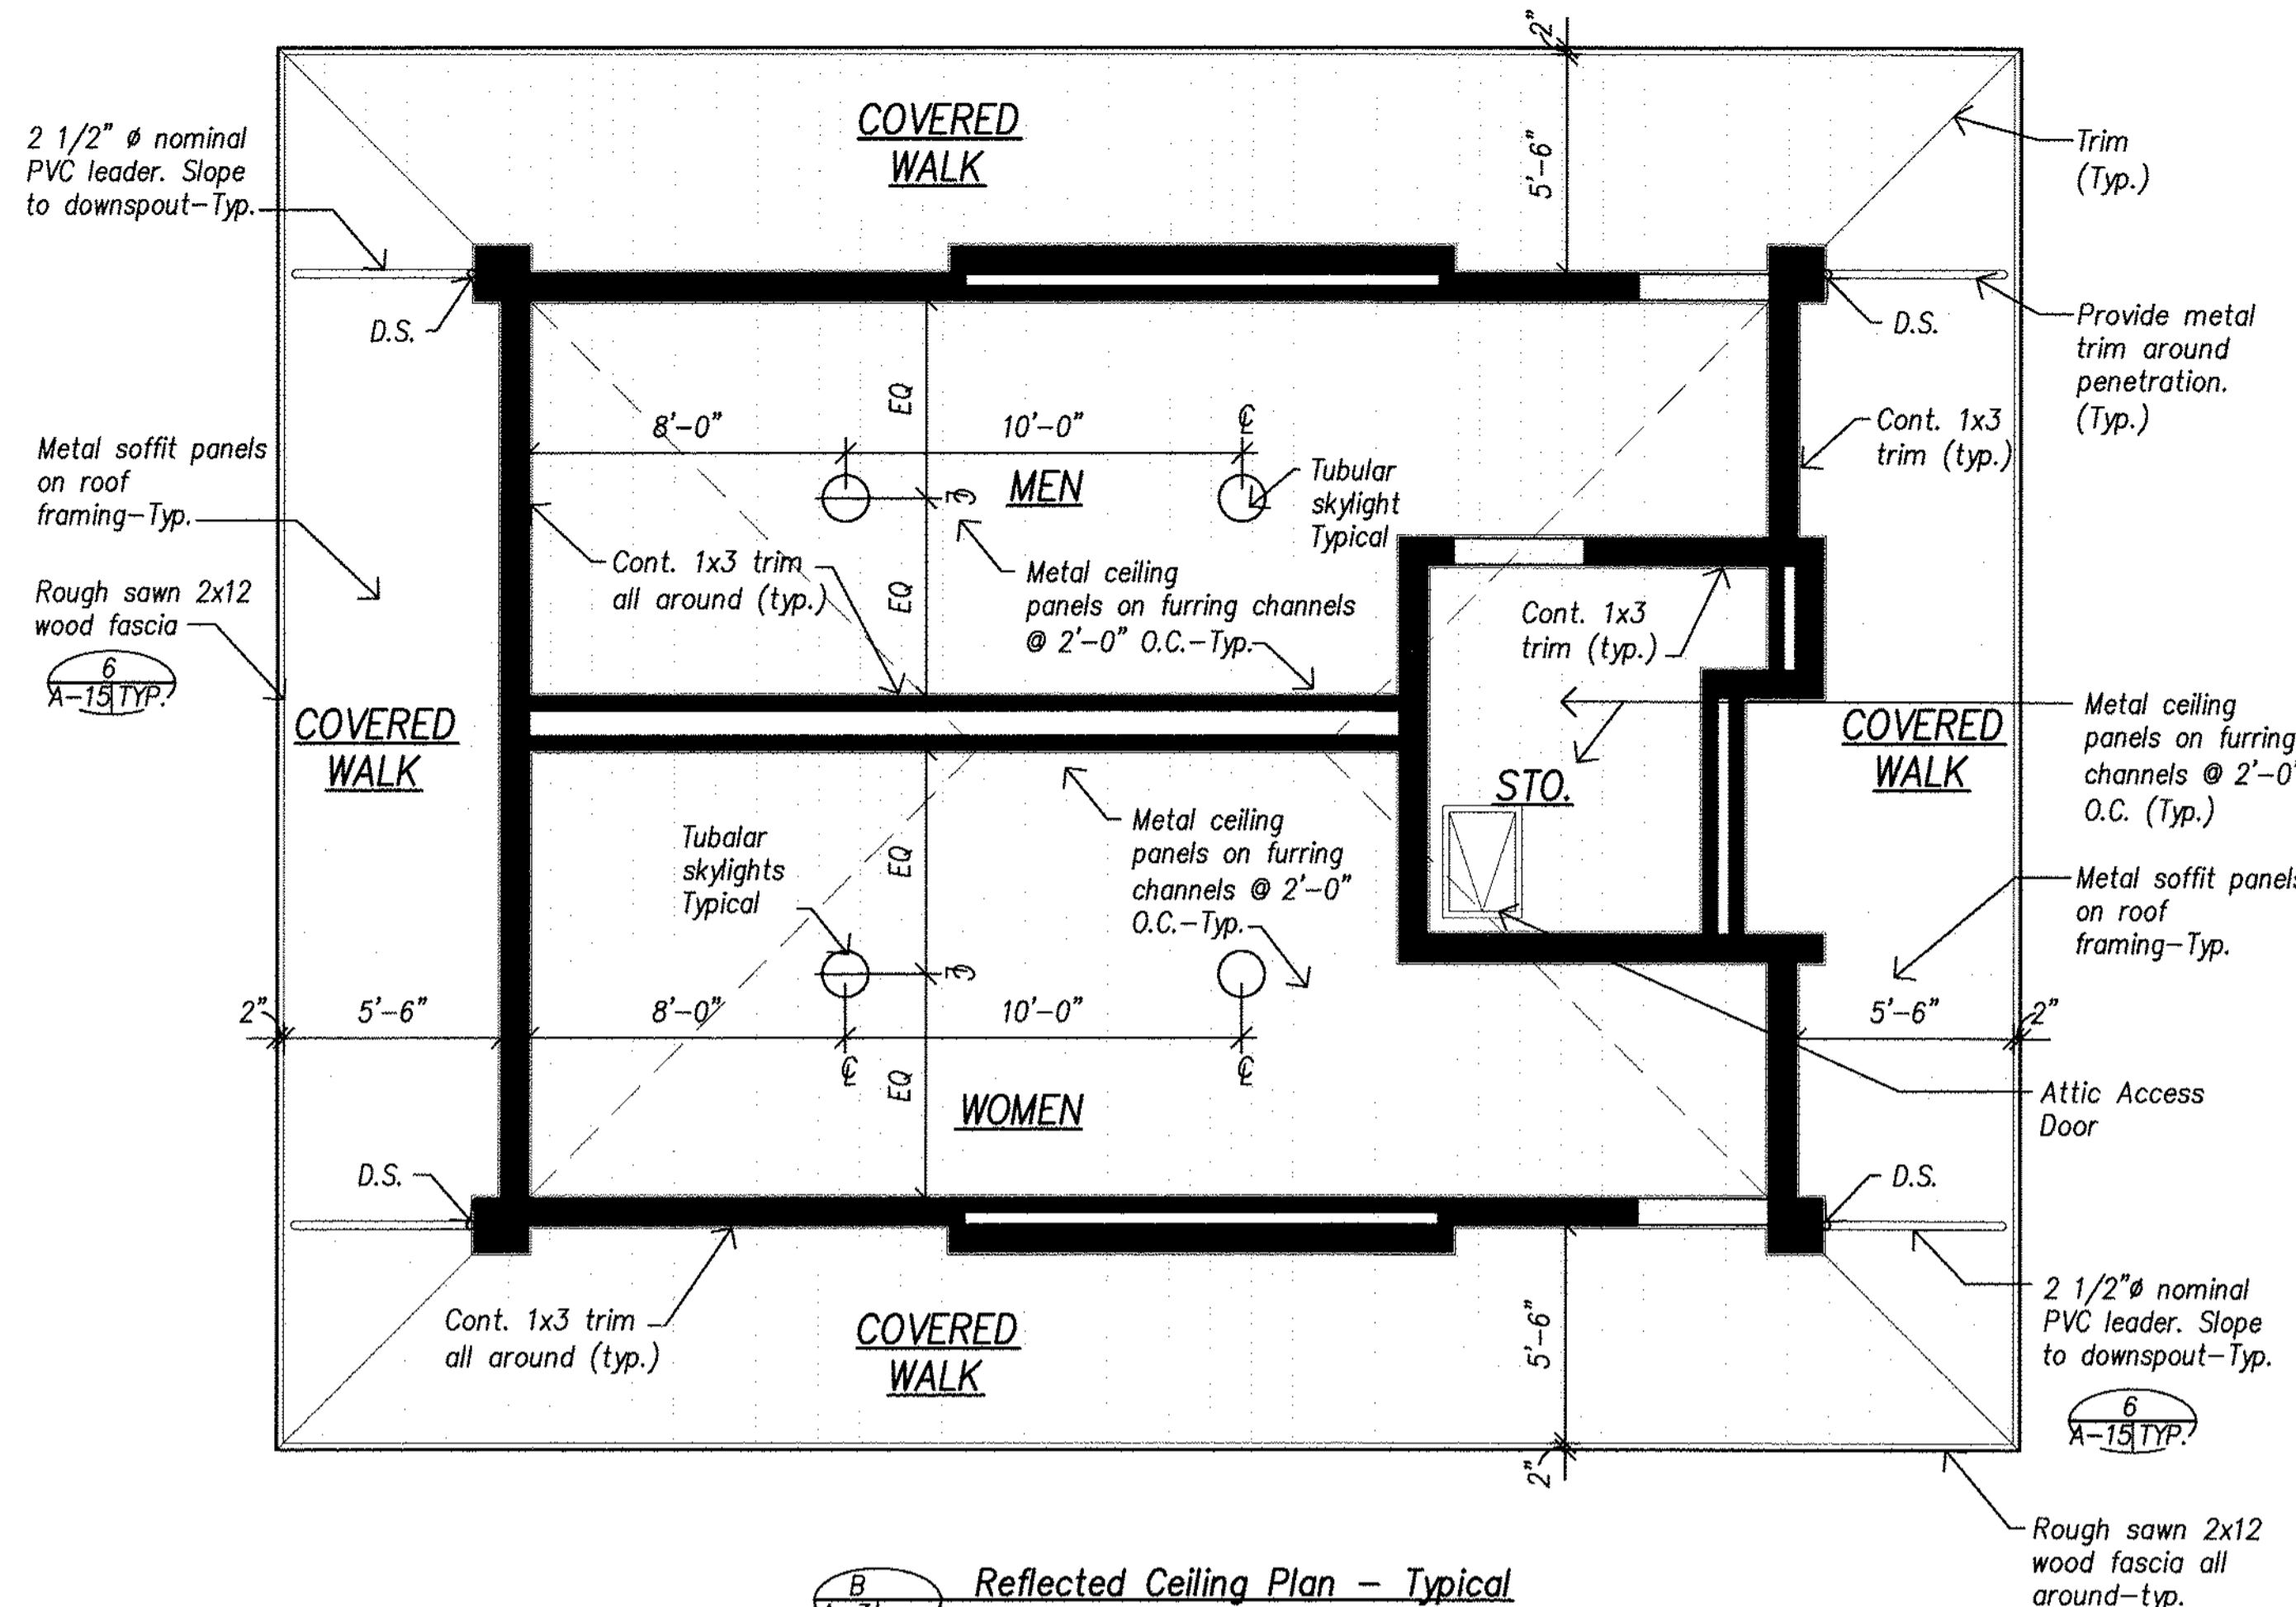 2"
COVERED
WALK
5'-6"
2 1/2" ø nominal
PVC leader. Slope
to downspout-Typ.
Trim
(Typ.)
D.S.
D.S.
Provide metal
trim around
penetration.
(Typ.)
Metal soffit panels
on roof
framing-Typ.
EQ
8'-0"
10'-0"
℄
Cont. 1x3
trim (typ.)
MEN
℄
Tubular
skylight
Typical
Cont. 1x3 trim
all around (typ.)
EQ
Metal ceiling
panels on furring channels
@ 2'-0" O.C.-Typ.
Cont. 1x3
trim (typ.)
Rough sawn 2x12
wood fascia
6
A-15 TYP.
COVERED
WALK
COVERED
WALK
Metal ceiling
panels on furring
channels @ 2'-0"
O.C. (Typ.)
STO.
Tubalar
skylights
Typical
EQ
Metal ceiling
panels on furring
channels @ 2'-0"
O.C.-Typ.
Metal soffit panels
on roof
framing-Typ.
℄
2"
5'-6"
8'-0"
10'-0"
5'-6"
2"
℄
EQ
℄
WOMEN
Attic Access
Door
D.S.
D.S.
Cont. 1x3 trim
all around (typ.)
COVERED
WALK
5'-6"
2 1/2"ø nominal
PVC leader. Slope
to downspout-Typ.
6
A-15 TYP.
2"
Rough sawn 2x12
wood fascia all
around-typ.
B
Reflected Ceiling Plan - Typical